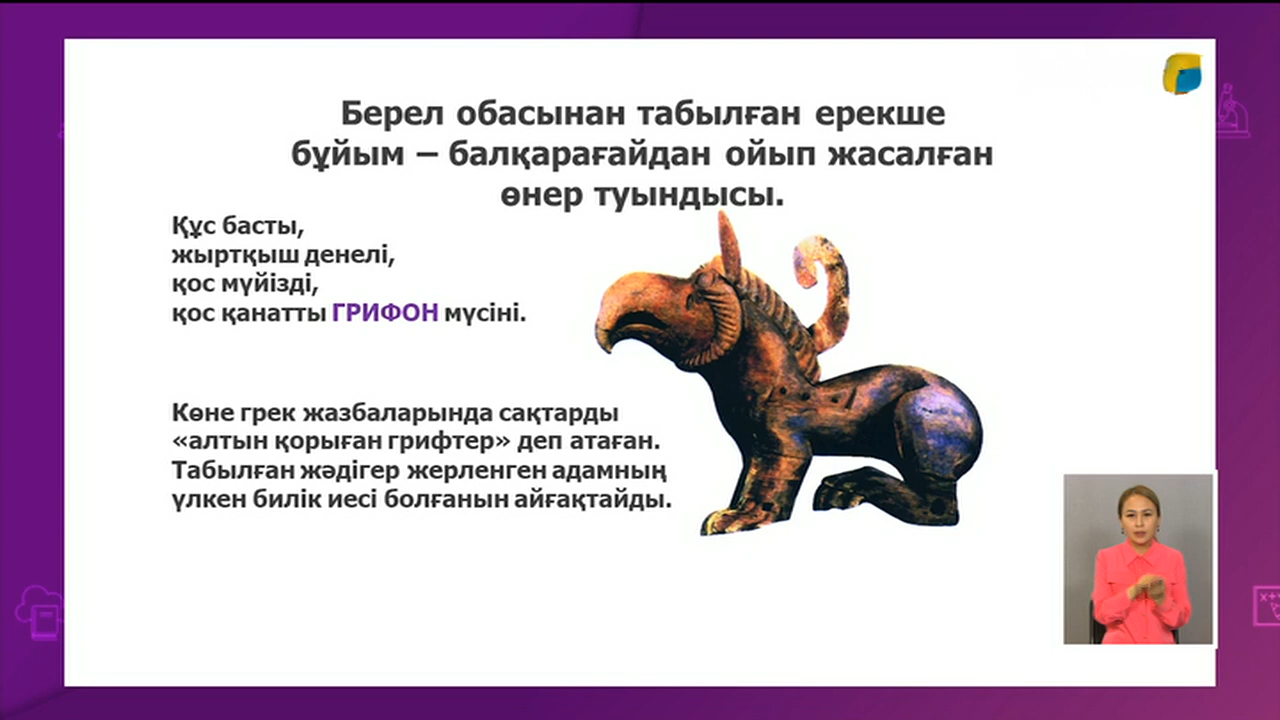 Берел обасынан табылған ерекше
бұйым – балқарағайдан ойып жасалған
өнер туындысы.
Құс басты,
жыртқыш денелі,
қос мүйізді,
қос қанатты ГРИФОН мүсіні.
Көне грек жазбаларында сақтарды
«алтын қорыған грифтер» деп атаған.
Табылған жәдігер жерленген адамның
үлкен билік иесі болғанын айғақтайды.